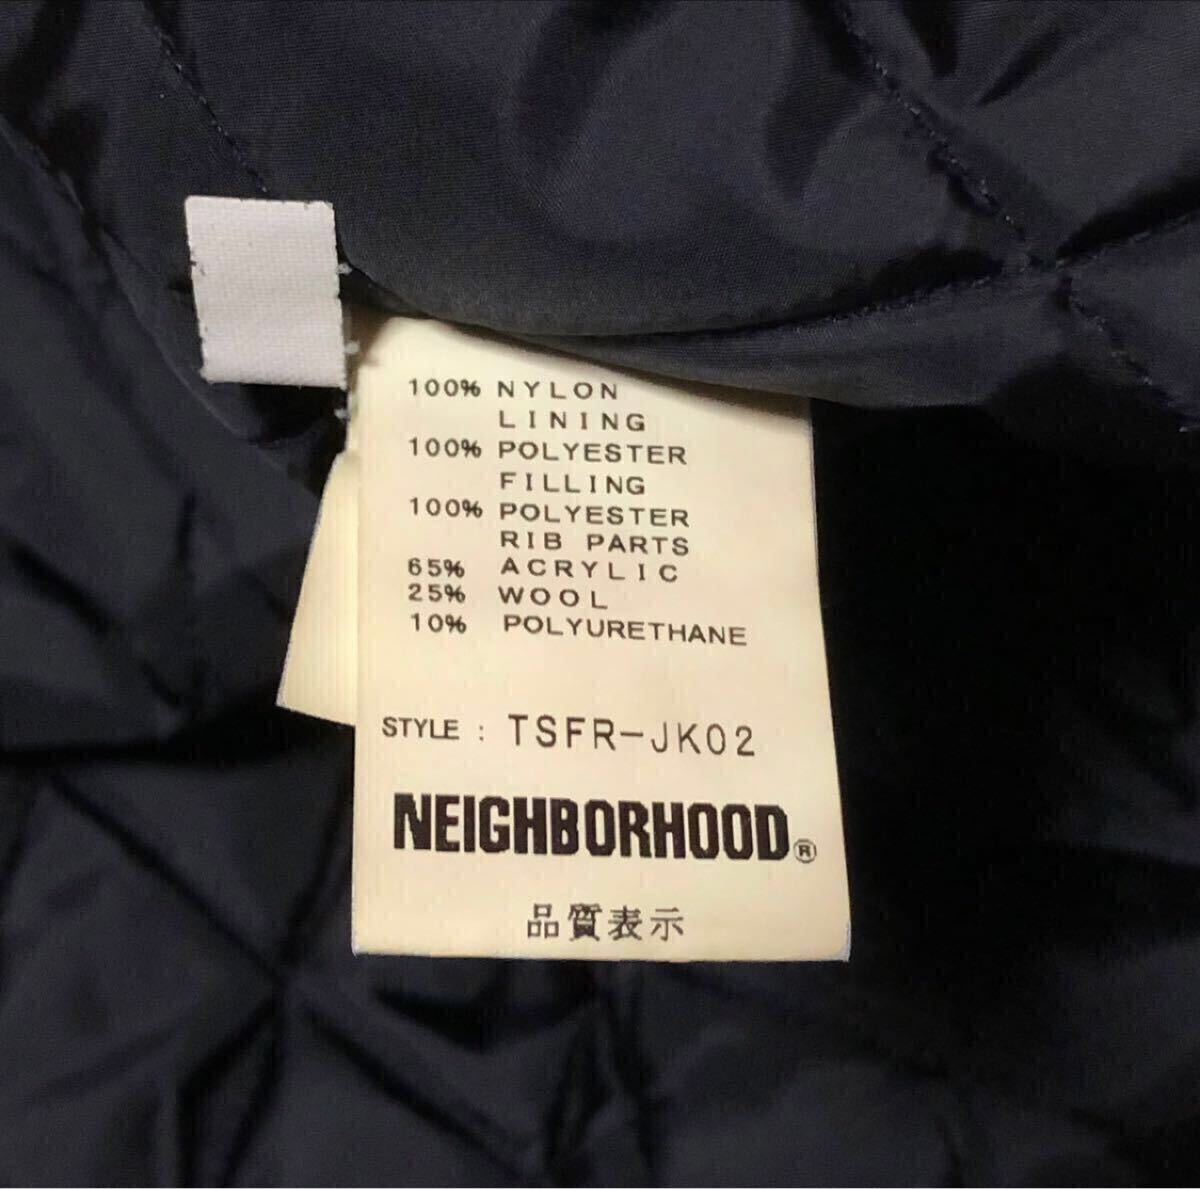 100% NYLON
LINING
100% POLYESTER
FILLING
100% POLYESTER
RIB PARTS
65% ACRYLIC
25% WOOL
10% POLYURETHANE
STYLE : TSFR-JK02
NEIGHBORHOOD®
品質表示